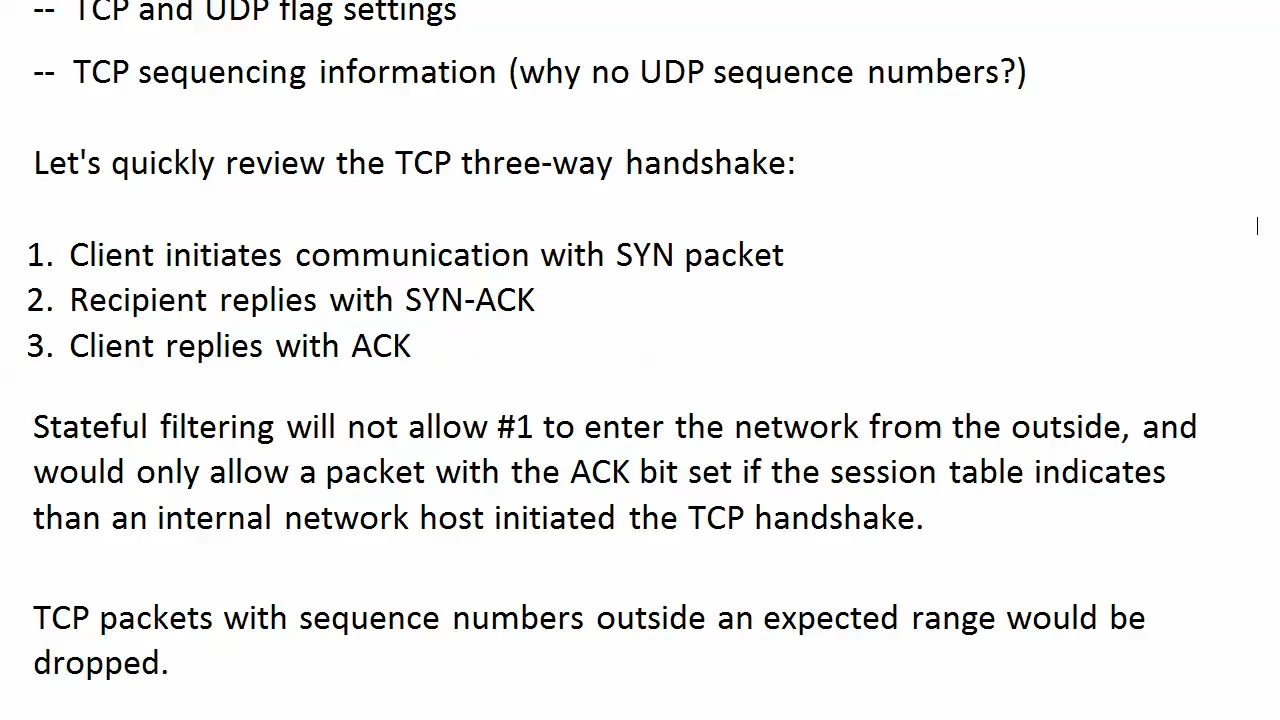 -- TCP and UDP flag settings
-- TCP sequencing information (why no UDP sequence numbers?)
Let's quickly review the TCP three-way handshake:
1. Client initiates communication with SYN packet
2. Recipient replies with SYN-ACK
3. Client replies with ACK
Stateful filtering will not allow #1 to enter the network from the outside, and
would only allow a packet with the ACK bit set if the session table indicates
than an internal network host initiated the TCP handshake.
TCP packets with sequence numbers outside an expected range would be
dropped.